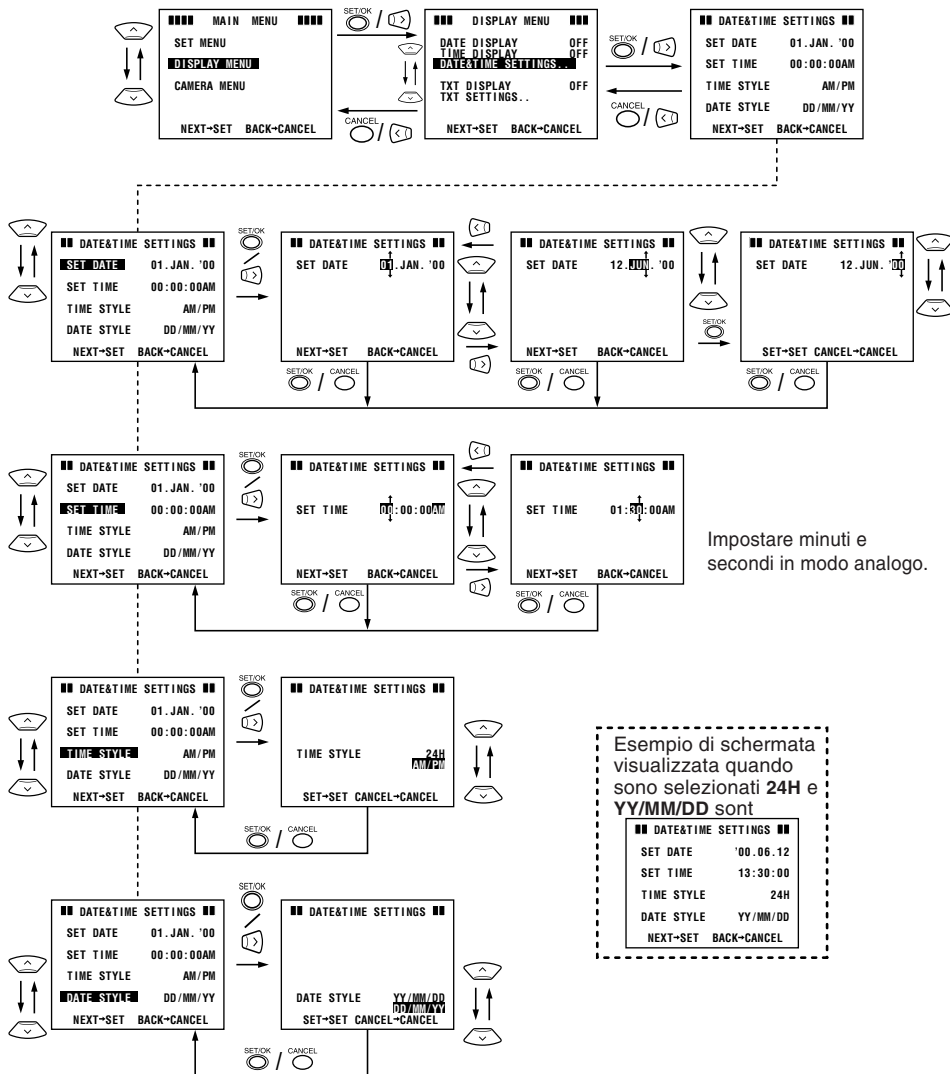 MAIN MENU
SET MENU
DISPLAY MENU
CAMERA MENU
NEXT→SET BACK→CANCEL
SET/OK
/
CANCEL
/
DISPLAY MENU
DATE DISPLAY OFF
TIME DISPLAY OFF
DATE&TIME SETTINGS..
TXT DISPLAY OFF
TXT SETTINGS..
NEXT→SET BACK→CANCEL
SET/OK
/
CANCEL
/
DATE&TIME SETTINGS
SET DATE 01.JAN.'00
SET TIME 00:00:00AM
TIME STYLE AM/PM
DATE STYLE DD/MM/YY
NEXT→SET BACK→CANCEL
DATE&TIME SETTINGS
SET DATE 01.JAN.'00
SET TIME 00:00:00AM
TIME STYLE AM/PM
DATE STYLE DD/MM/YY
NEXT→SET BACK→CANCEL
SET/OK
DATE&TIME SETTINGS
SET DATE 01.JAN.'00
NEXT→SET BACK→CANCEL
SET/OK / CANCEL
DATE&TIME SETTINGS
SET DATE 12.JUN.'00
NEXT→SET BACK→CANCEL
SET/OK / CANCEL
SET/OK
DATE&TIME SETTINGS
SET DATE 12.JUN.'00
SET→SET CANCEL→CANCEL
SET/OK / CANCEL
DATE&TIME SETTINGS
SET DATE 01.JAN.'00
SET TIME 00:00:00AM
TIME STYLE AM/PM
DATE STYLE DD/MM/YY
NEXT→SET BACK→CANCEL
SET/OK
DATE&TIME SETTINGS
SET TIME 00:00:00AM
NEXT→SET BACK→CANCEL
SET/OK / CANCEL
DATE&TIME SETTINGS
SET TIME 01:30:00AM
NEXT→SET BACK→CANCEL
SET/OK / CANCEL
Impostare minuti e
secondi in modo analogo.
DATE&TIME SETTINGS
SET DATE 01.JAN.'00
SET TIME 00:00:00AM
TIME STYLE AM/PM
DATE STYLE DD/MM/YY
NEXT→SET BACK→CANCEL
SET/OK
DATE&TIME SETTINGS
TIME STYLE 24H
AM/PM
SET→SET CANCEL→CANCEL
SET/OK / CANCEL
Esempio di schermata
visualizzata quando
sono selezionati 24H e
YY/MM/DD sont
DATE&TIME SETTINGS
SET DATE '00.06.12
SET TIME 13:30:00
TIME STYLE 24H
DATE STYLE YY/MM/DD
NEXT→SET BACK→CANCEL
DATE&TIME SETTINGS
SET DATE 01.JAN.'00
SET TIME 00:00:00AM
TIME STYLE AM/PM
DATE STYLE DD/MM/YY
NEXT→SET BACK→CANCEL
SET/OK
DATE&TIME SETTINGS
DATE STYLE YY/MM/DD
DD/MM/YY
SET→SET CANCEL→CANCEL
SET/OK / CANCEL